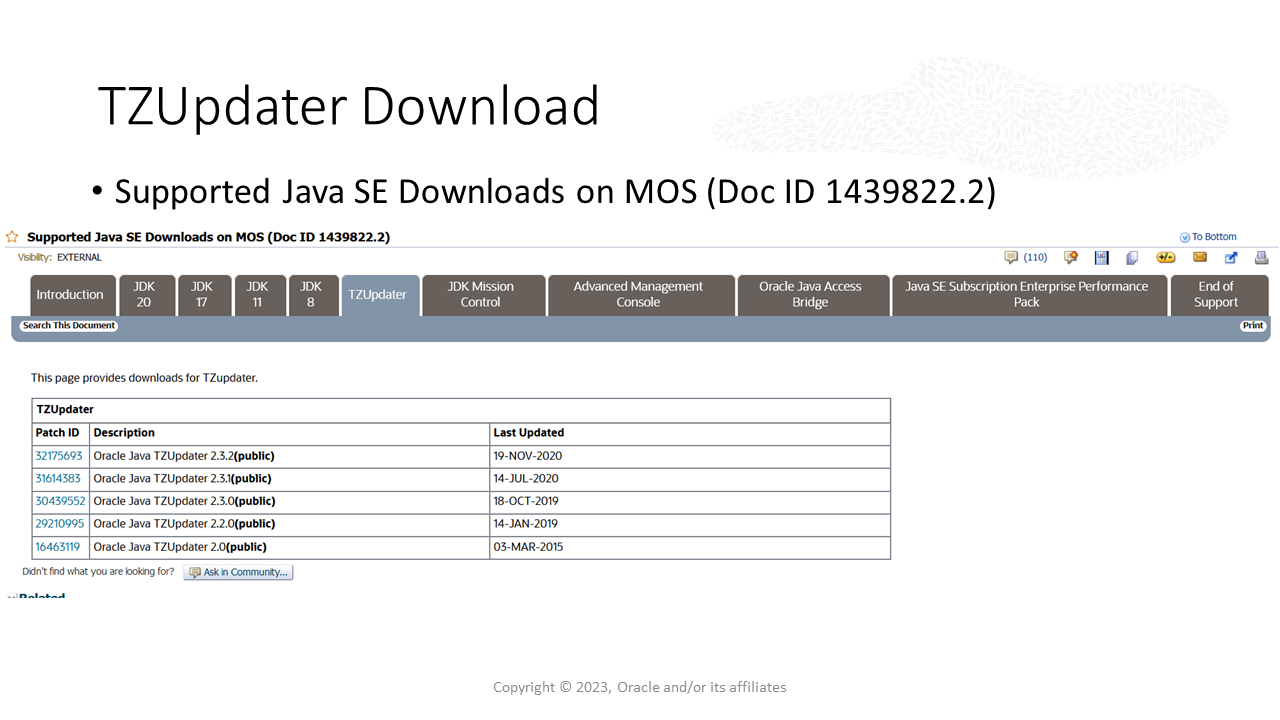 TZUpdater Download
• Supported Java SE Downloads on MOS (Doc ID 1439822.2)
Supported Java SE Downloads on MOS (Doc ID 1439822.2)
To Bottom
Visibility: EXTERNAL
(110)
Introduction
JDK
20
JDK
17
JDK
11
JDK
8
TZUpdater
JDK Mission
Control
Advanced Management
Console
Oracle Java Access
Bridge
Java SE Subscription Enterprise Performance
Pack
End of
Support
Search This Document
Print
This page provides downloads for TZupdater.
TZUpdater
Patch ID Description Last Updated
32175693 Oracle Java TZUpdater 2.3.2(public) 19-NOV-2020
31614383 Oracle Java TZUpdater 2.3.1(public) 14-JUL-2020
30439552 Oracle Java TZUpdater 2.3.0(public) 18-OCT-2019
29210995 Oracle Java TZUpdater 2.2.0(public) 14-JAN-2019
16463119 Oracle Java TZUpdater 2.0(public) 03-MAR-2015
Didn't find what you are looking for? Ask in Community...
Related
Copyright © 2023, Oracle and/or its affiliates